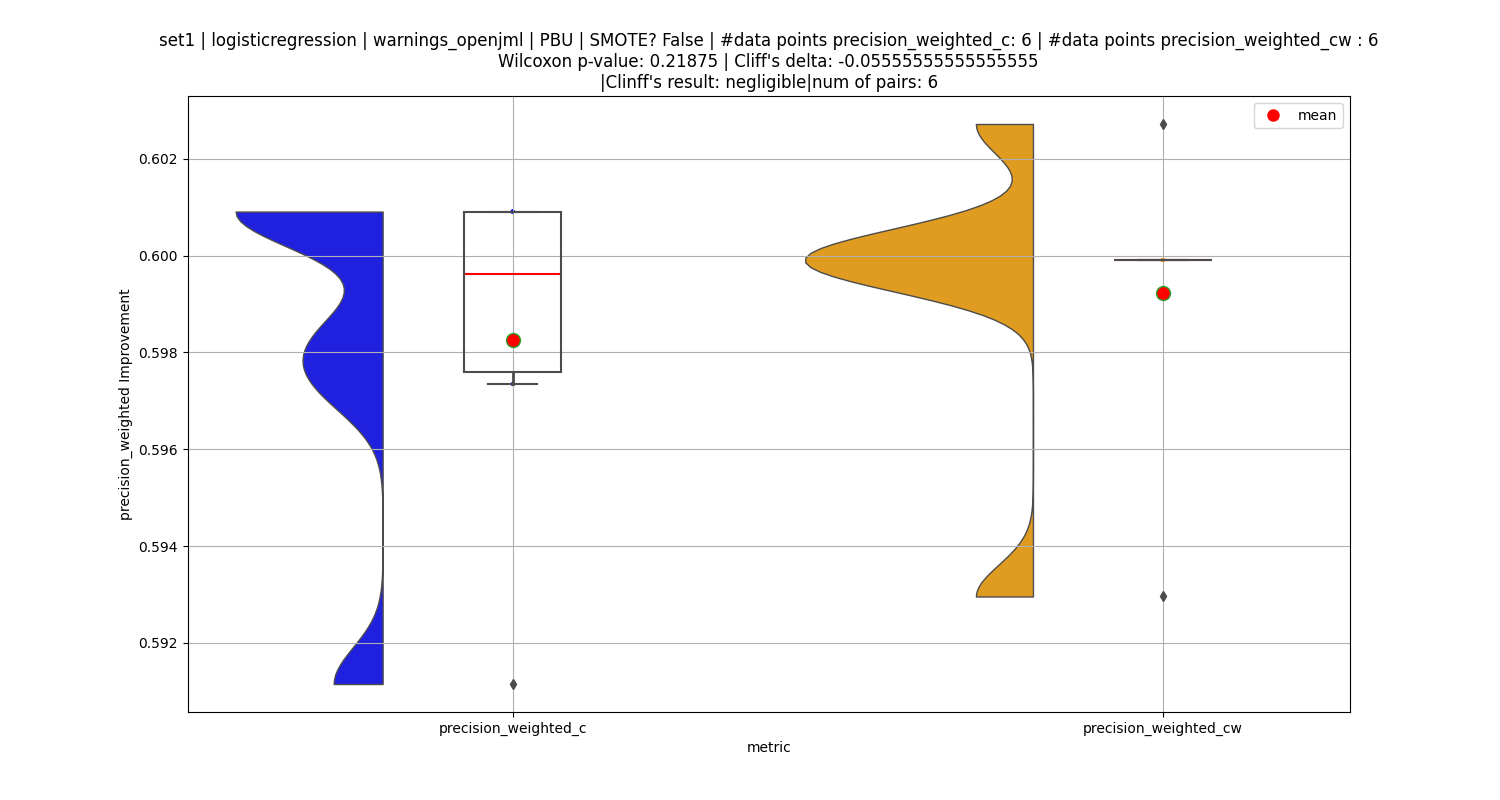 set1 | logisticregression | warnings_openjml | PBU | SMOTE? False | #data points precision_weighted_c: 6 | #data points precision_weighted_cw : 6
Wilcoxon p-value: 0.21875 | Cliff's delta: -0.05555555555555555
|Clinff's result: negligible|num of pairs: 6
mean
0.602
0.600
0.598
0.596
0.594
0.592
precision_weighted Improvement
precision_weighted_c
precision_weighted_cw
metric